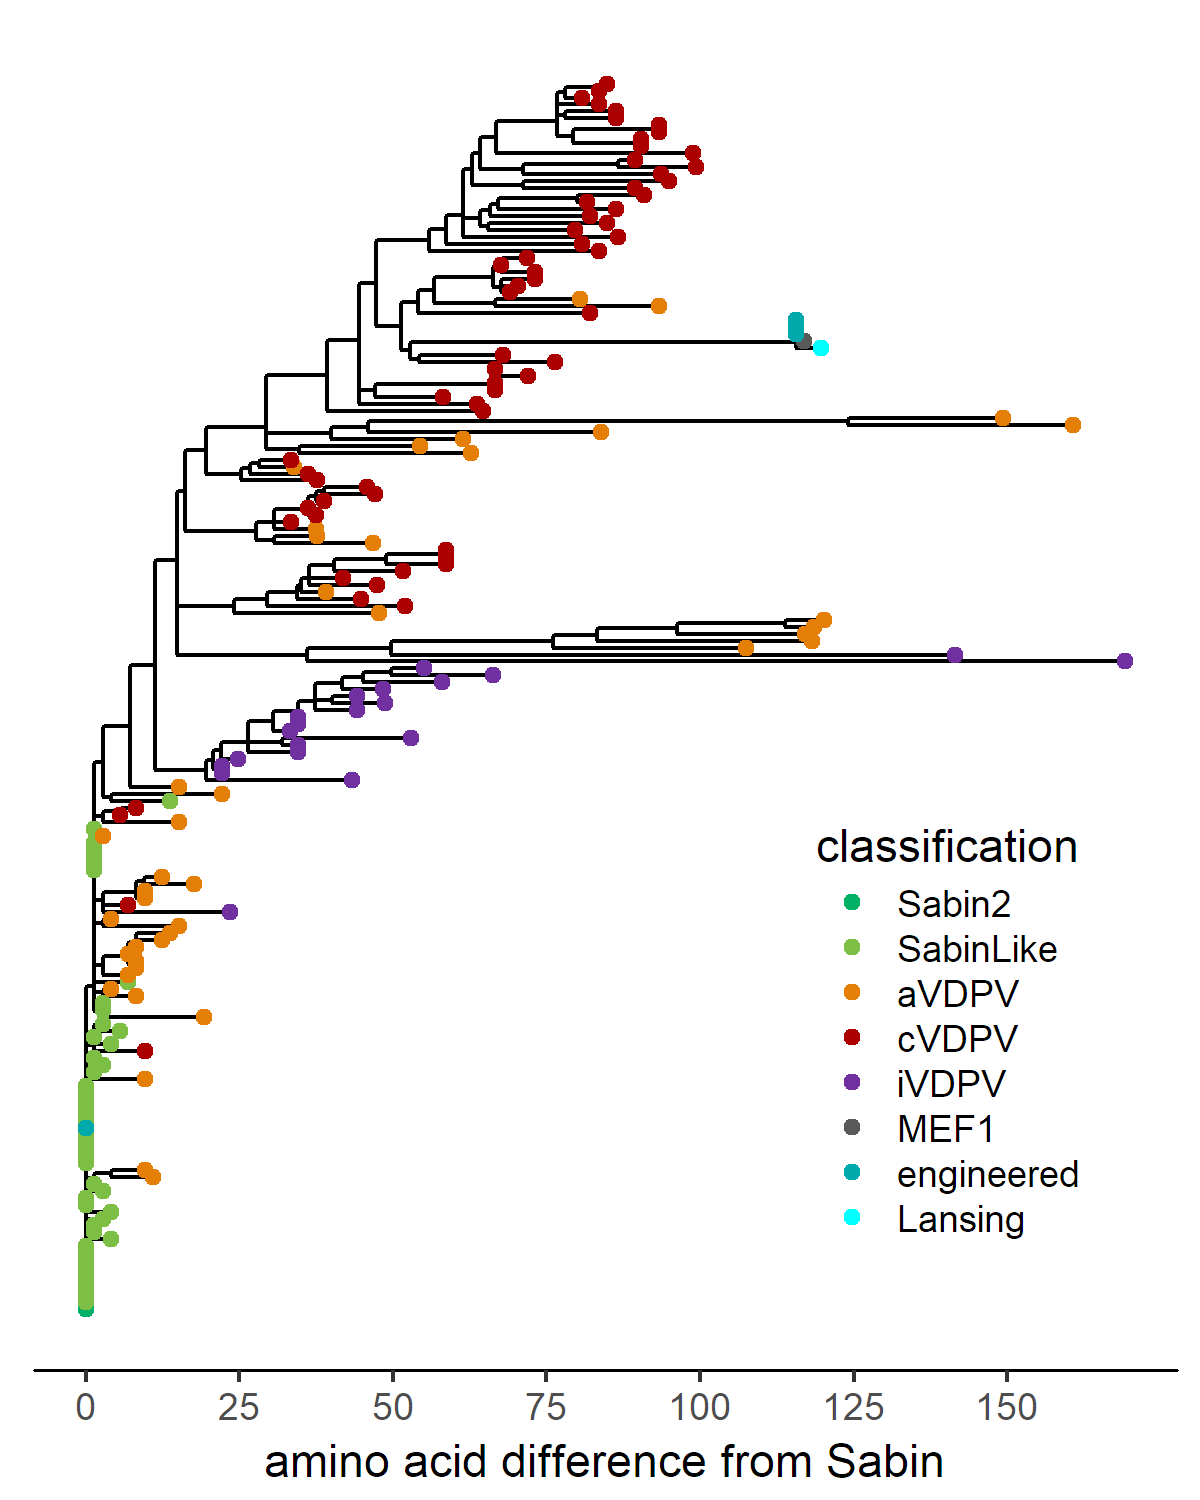 classification
Sabin2
SabinLike
aVDPV
cVDPV
iVDPV
MEF1
engineered
Lansing
0 25 50 75 100 125 150
amino acid difference from Sabin